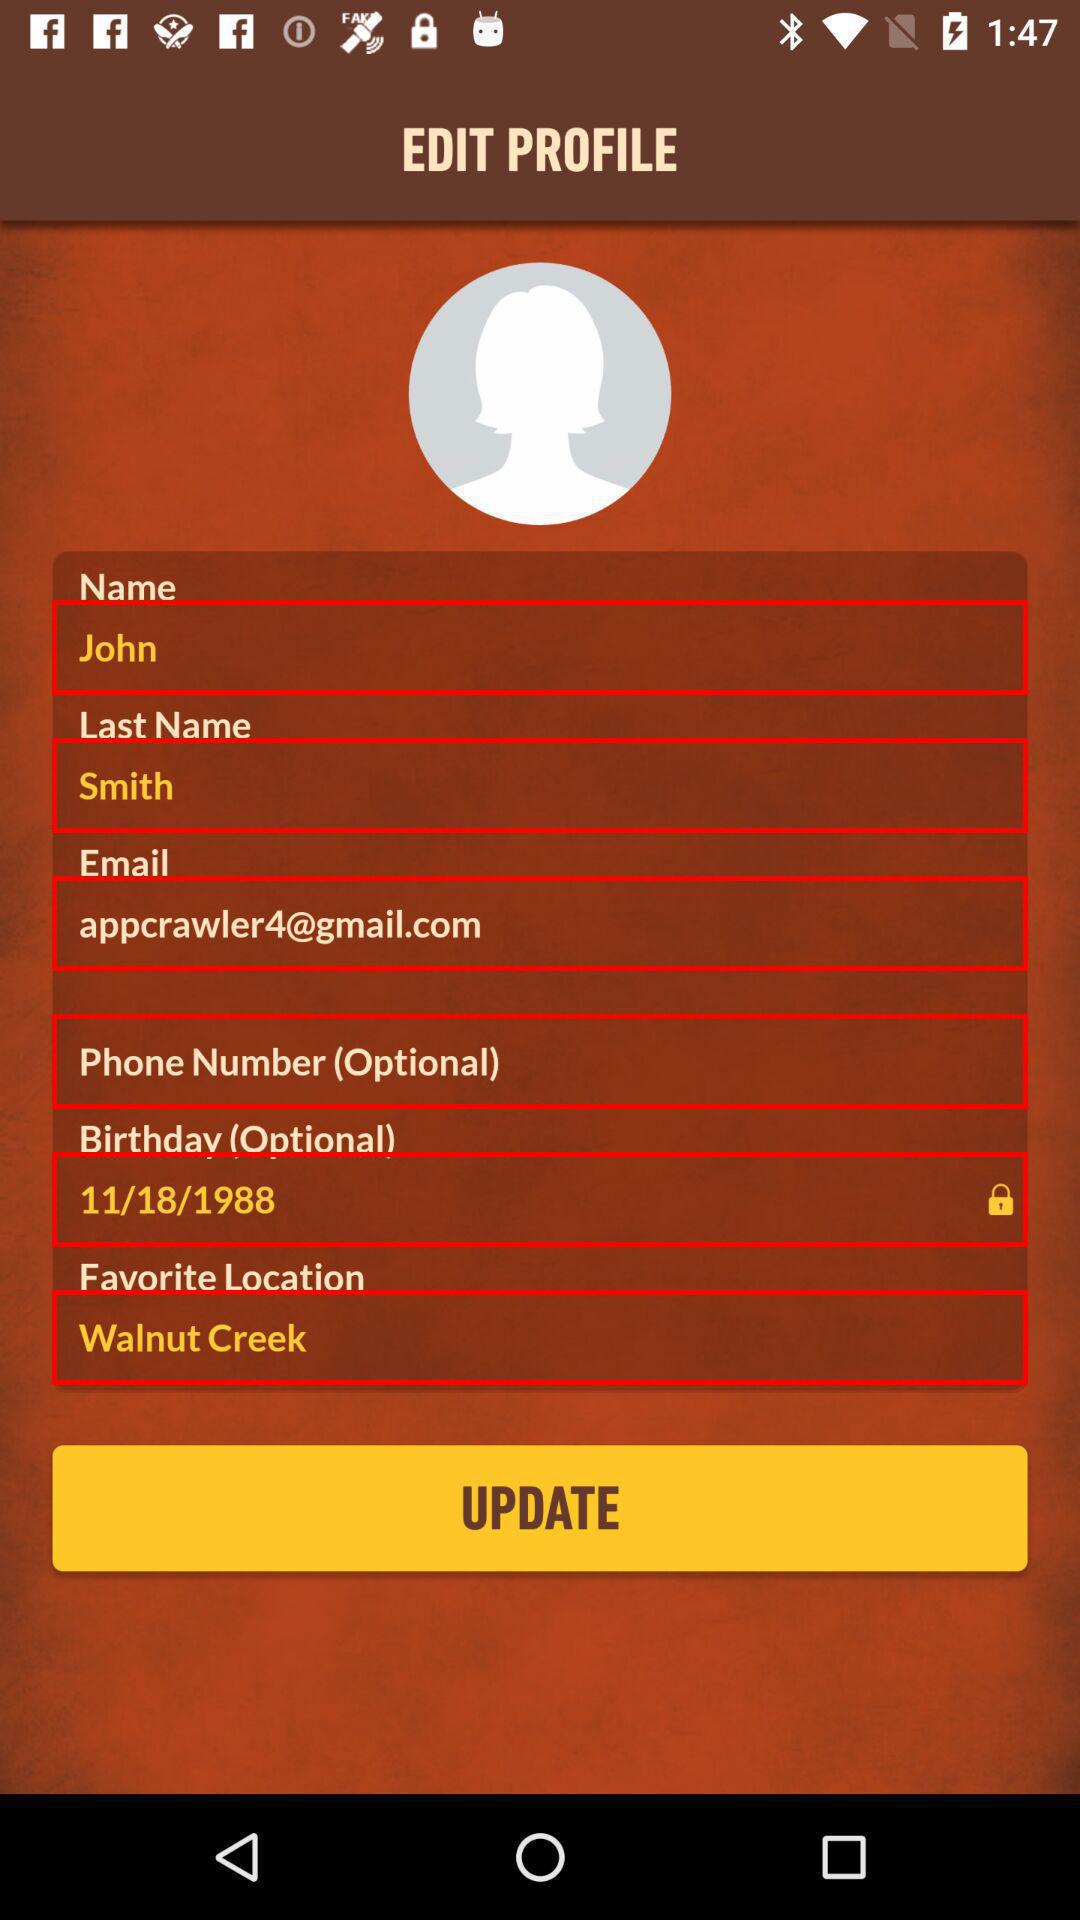 FAKE
1:47
EDIT PROFILE
Name
John
Last Name
Smith
Email
appcrawler4@gmail.com
Phone Number (Optional)
Birthday (Optional)
11/18/1988
Favorite Location
Walnut Creek
UPDATE